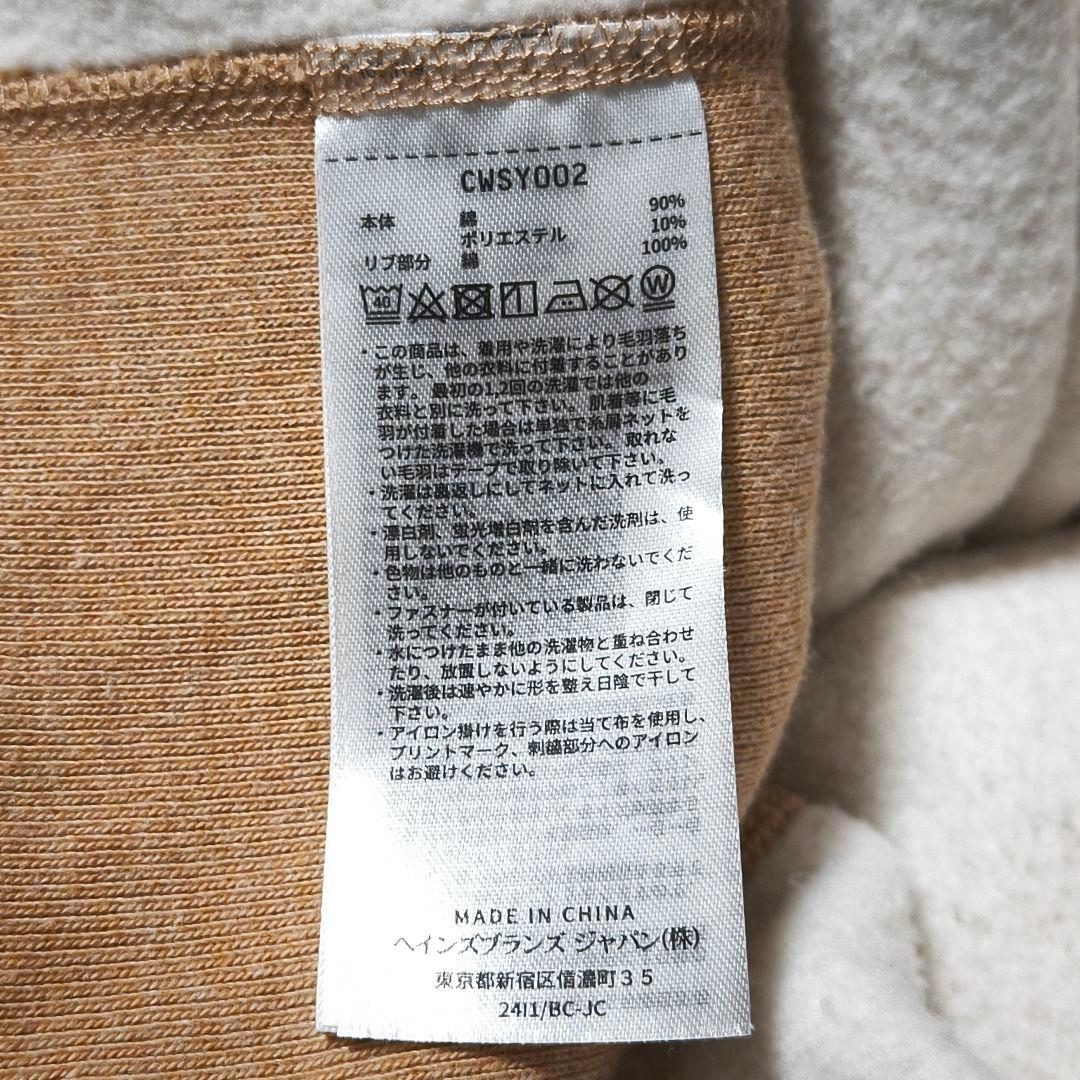 CWSY002
本体 綿 90%
ポリエステル 10%
リブ部分 綿 100%
40 W
・この商品は、着用や洗濯により毛羽落ち
が生じ、他の衣料に付着することがあり
ます。最初の1,2回の洗濯では他の
衣料と別に洗って下さい。肌着等に毛
羽が付着した場合は単独で糸屑ネットを
つけた洗濯機で洗って下さい。取れな
い毛羽はテープで取り除いて下さい。
・洗濯は裏返しにしてネットに入れて洗っ
てください。
・漂白剤、蛍光増白剤を含んだ洗剤は、使
用しないでください。
・色物は他のものと一緒に洗わないでくだ
さい。
・ファスナーが付いている製品は、閉じて
洗ってください。
・水につけたまま他の洗濯物と重ね合わせ
たり、放置しないようにしてください。
・洗濯後は速やかに形を整え日陰で干して
下さい。
・アイロン掛けを行う際は当て布を使用し、
プリントマーク、刺繍部分へのアイロン
はお避けください。
MADE IN CHINA
ヘインズブランズ ジャパン(株)
東京都新宿区信濃町35
24I1/BC-JC